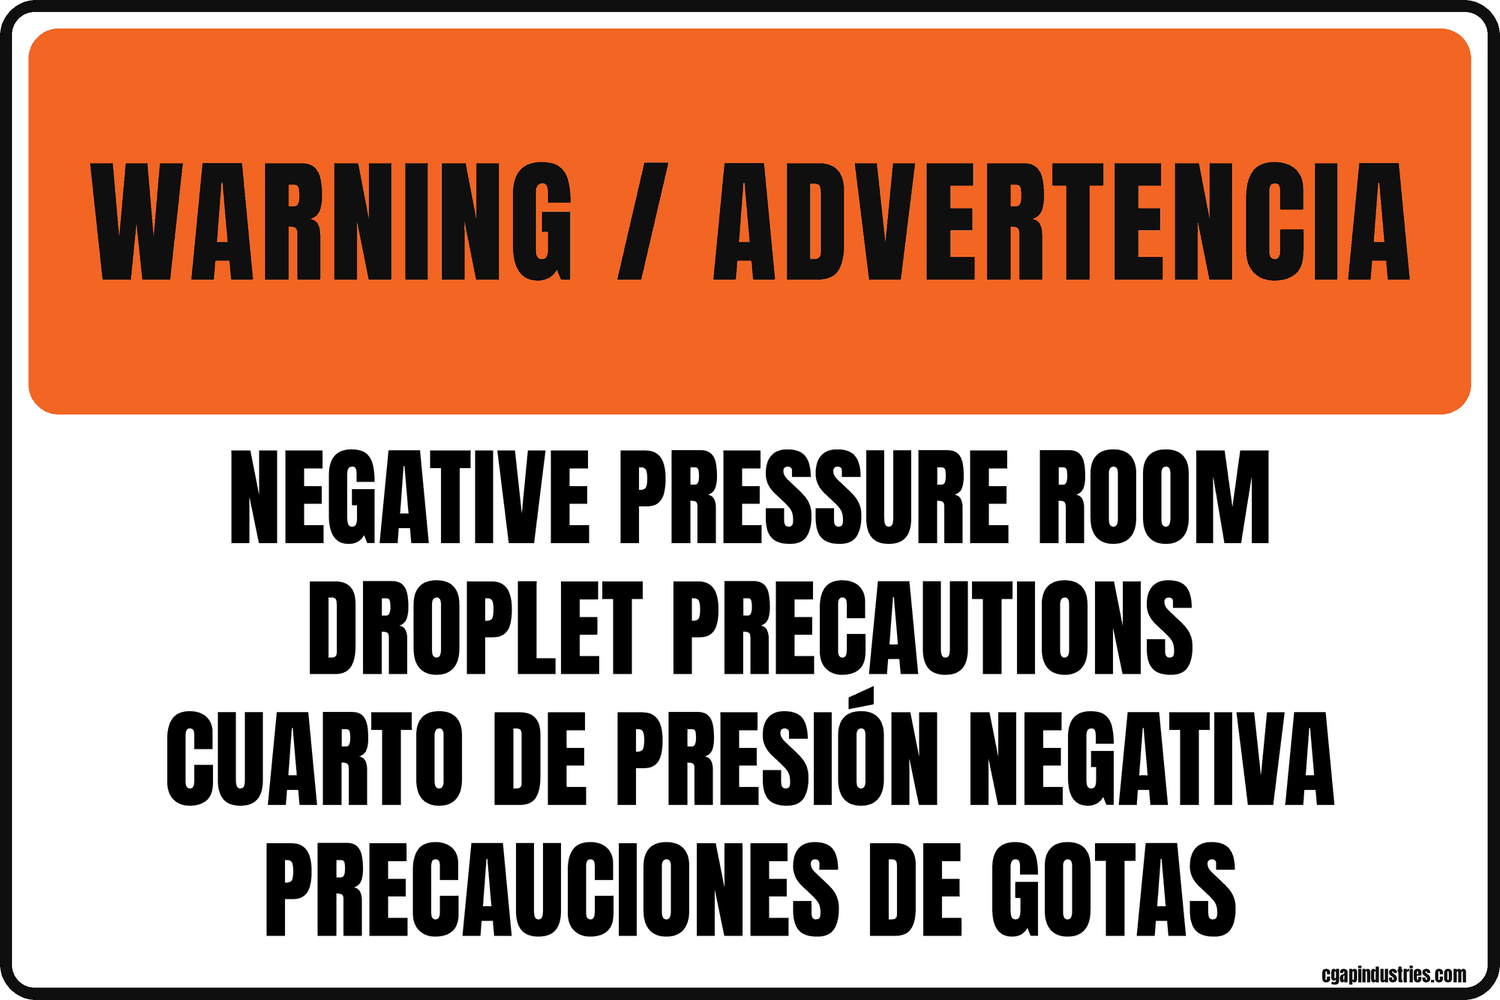 WARNING / ADVERTENCIA
NEGATIVE PRESSURE ROOM
DROPLET PRECAUTIONS
CUARTO DE PRESIÓN NEGATIVA
PRECAUCIONES DE GOTAS
cgapindustries.com